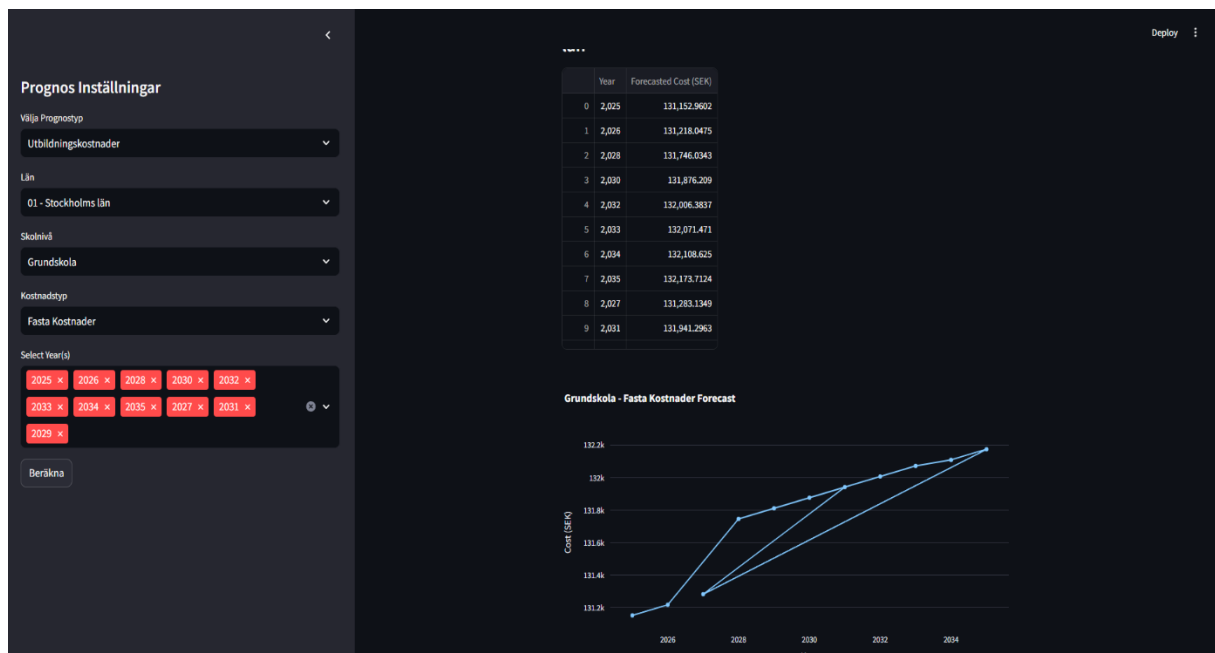 Deploy
Prognos Inställningar
Välja Prognostyp
Utbildningskostnader
Län
01 - Stockholms län
Skolnivå
Grundskola
Kostnadstyp
Fasta Kostnader
Select Year(s)
2025 × 2026 × 2028 × 2030 × 2032 ×
2033 × 2034 × 2035 × 2027 × 2031 ×
2029 ×
Beräkna
Year Forecasted Cost (SEK)
0 2,025 131,152.9602
1 2,026 131,218.0475
2 2,028 131,746.0343
3 2,030 131,876.209
4 2,032 132,006.3837
5 2,033 132,071.471
6 2,034 132,108.625
7 2,035 132,173.7124
8 2,027 131,283.1349
9 2,031 131,941.2963
Grundskola - Fasta Kostnader Forecast
Cost (SEK)
132.2k
132k
131.8k
131.6k
131.4k
131.2k
2026 2028 2030 2032 2034